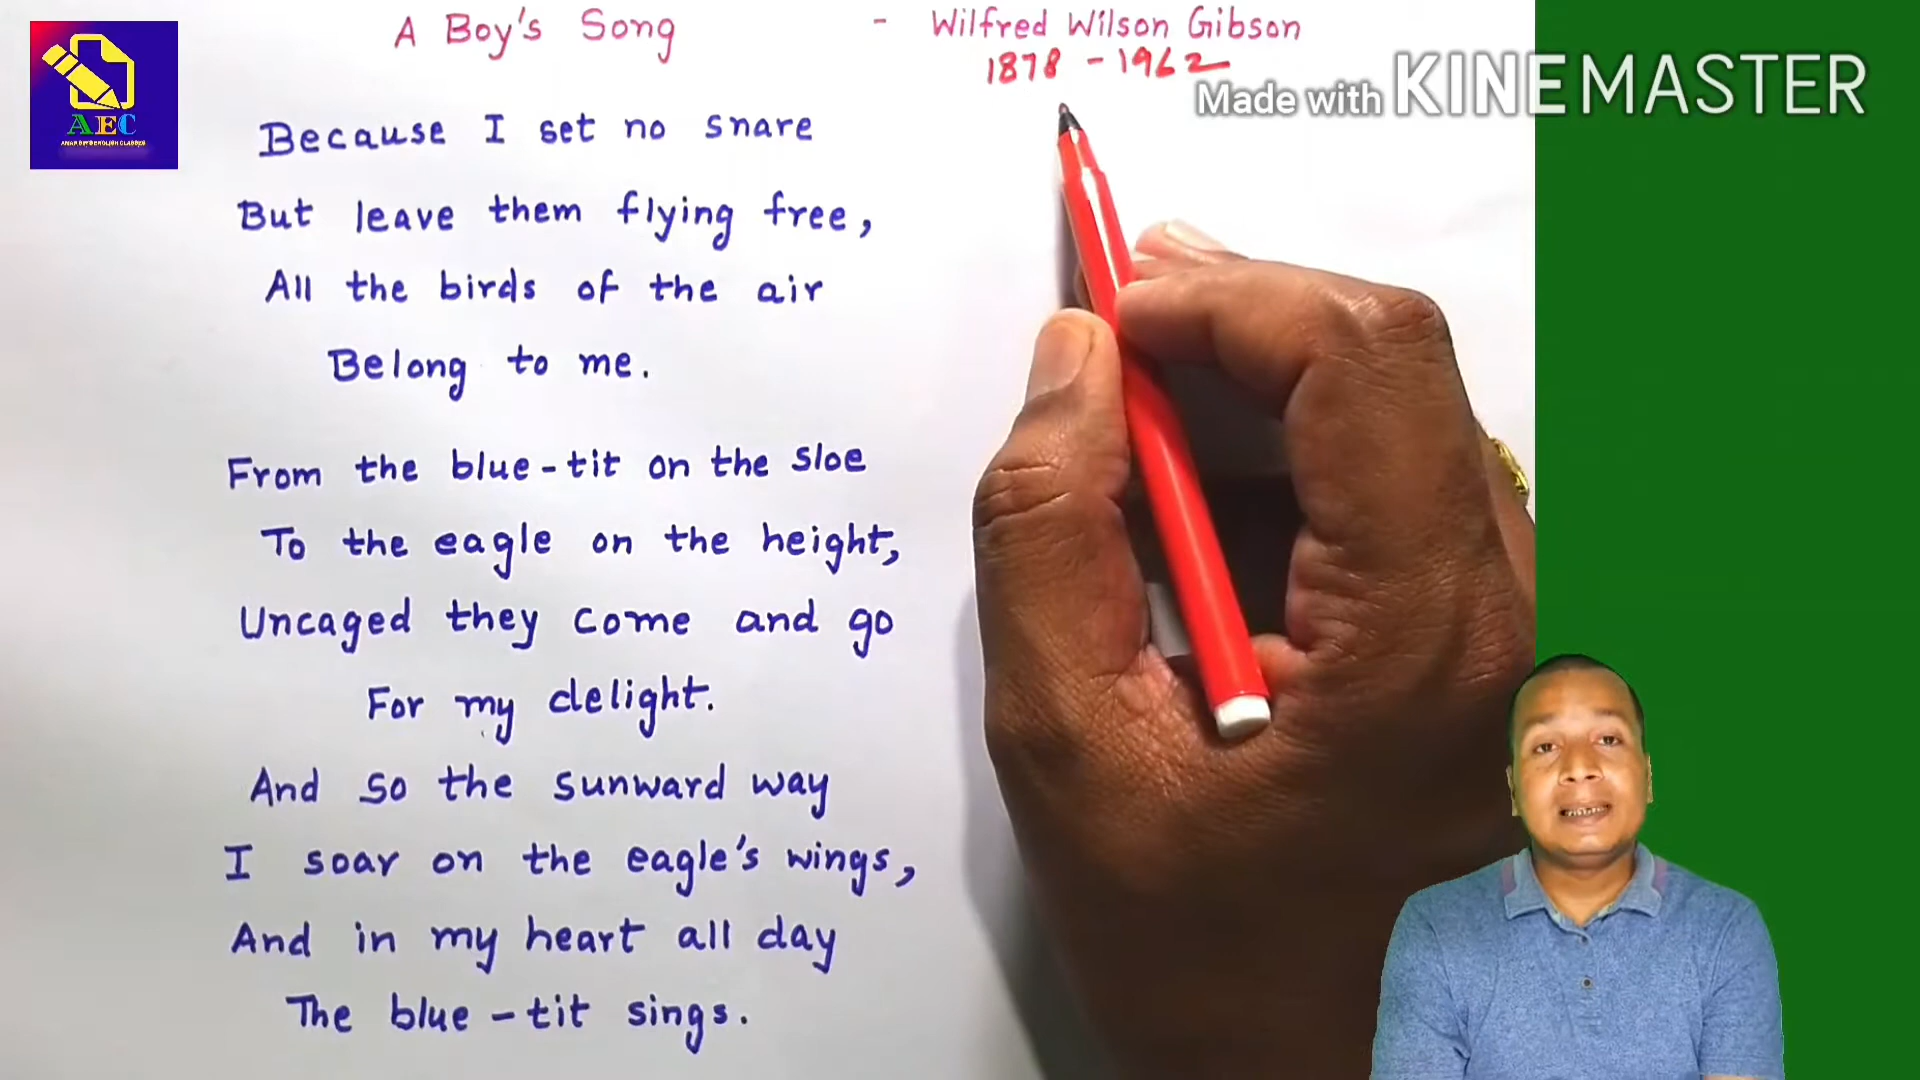 A Boy's Song - Wilfred Wilson Gibson
1878 - 1962
Made with KINEMASTER
AEC
Because I set no snare
But leave them flying free,
All the birds of the air
Belong to me.
From the blue-tit on the sloe
To the eagle on the height,
Uncaged they come and go
For my delight.
And so the sunward way
I soar on the eagle's wings,
And in my heart all day
The blue-tit sings.